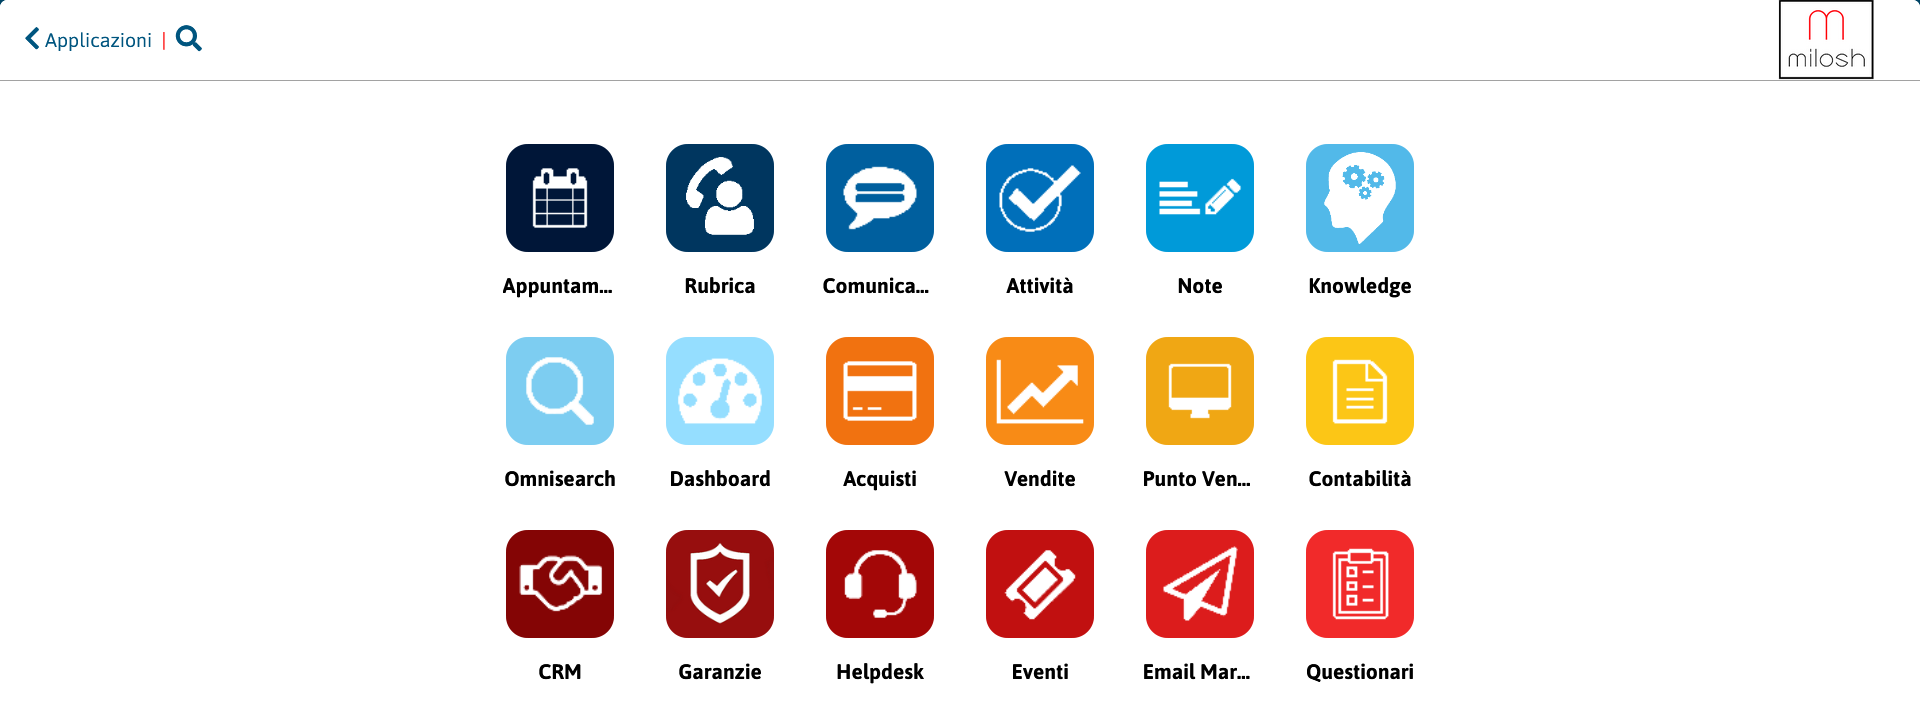 Applicazioni |
milosh
Appuntam... Rubrica Comunica... Attività Note Knowledge
Omnisearch Dashboard Acquisti Vendite Punto Ven... Contabilità
CRM Garanzie Helpdesk Eventi Email Mar... Questionari